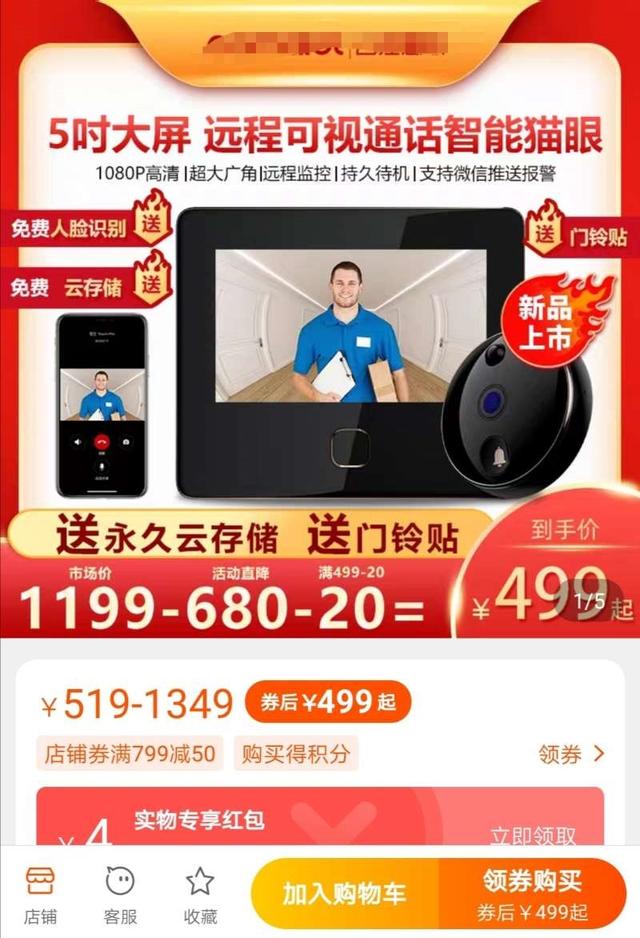 5吋大屏 远程可视通话智能猫眼
1080P高清|超大广角|远程监控|持久待机|支持微信推送报警
免费人脸识别 送
送 门铃贴
免费 云存储 送
新品
上市
送永久云存储 送门铃贴
到手价
市场价 活动直降 满499-20
1199-680-20=
¥499起
1/5
¥519-1349 券后¥499起
店铺券满799减50 购买得积分 领券
¥4 实物专享红包 立即领取
店铺 客服 收藏
加入购物车
领券购买
券后¥499起